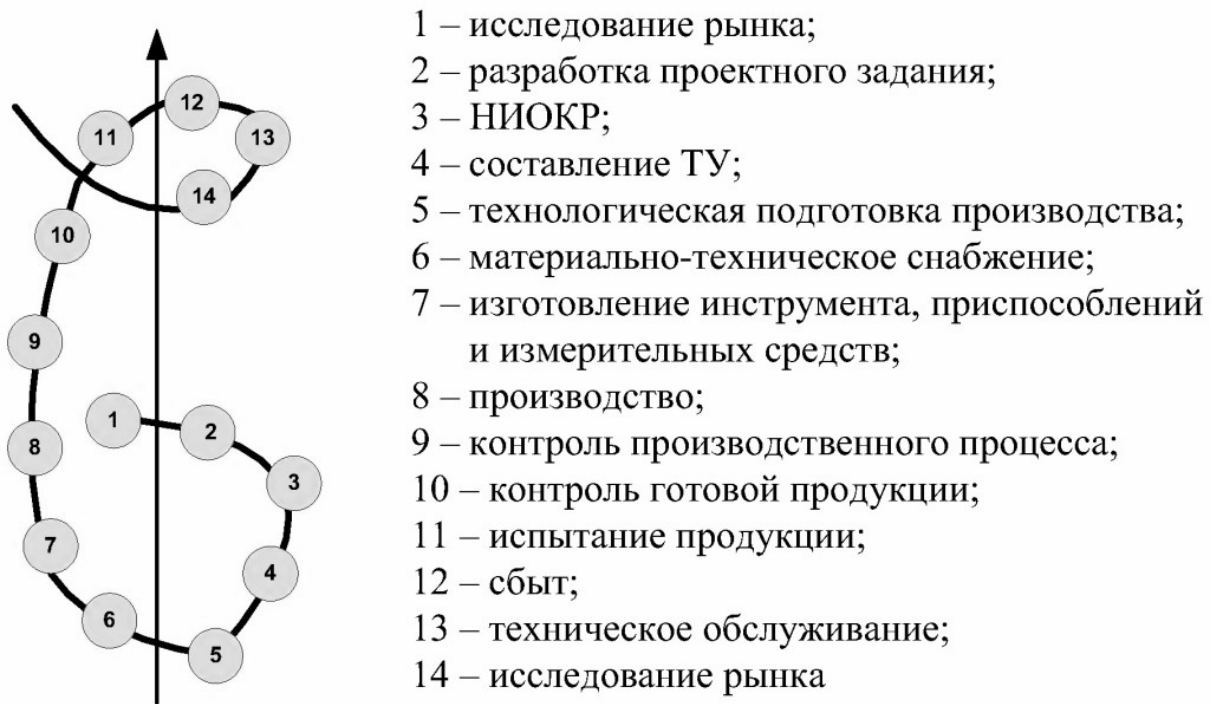 1 – исследование рынка;
2 – разработка проектного задания;
3 – НИОКР;
4 – составление ТУ;
5 – технологическая подготовка производства;
6 – материально-техническое снабжение;
7 – изготовление инструмента, приспособлений
и измерительных средств;
8 – производство;
9 – контроль производственного процесса;
10 – контроль готовой продукции;
11 – испытание продукции;
12 – сбыт;
13 – техническое обслуживание;
14 – исследование рынка
12
11
13
14
10
9
1
2
8
3
7
4
6
5